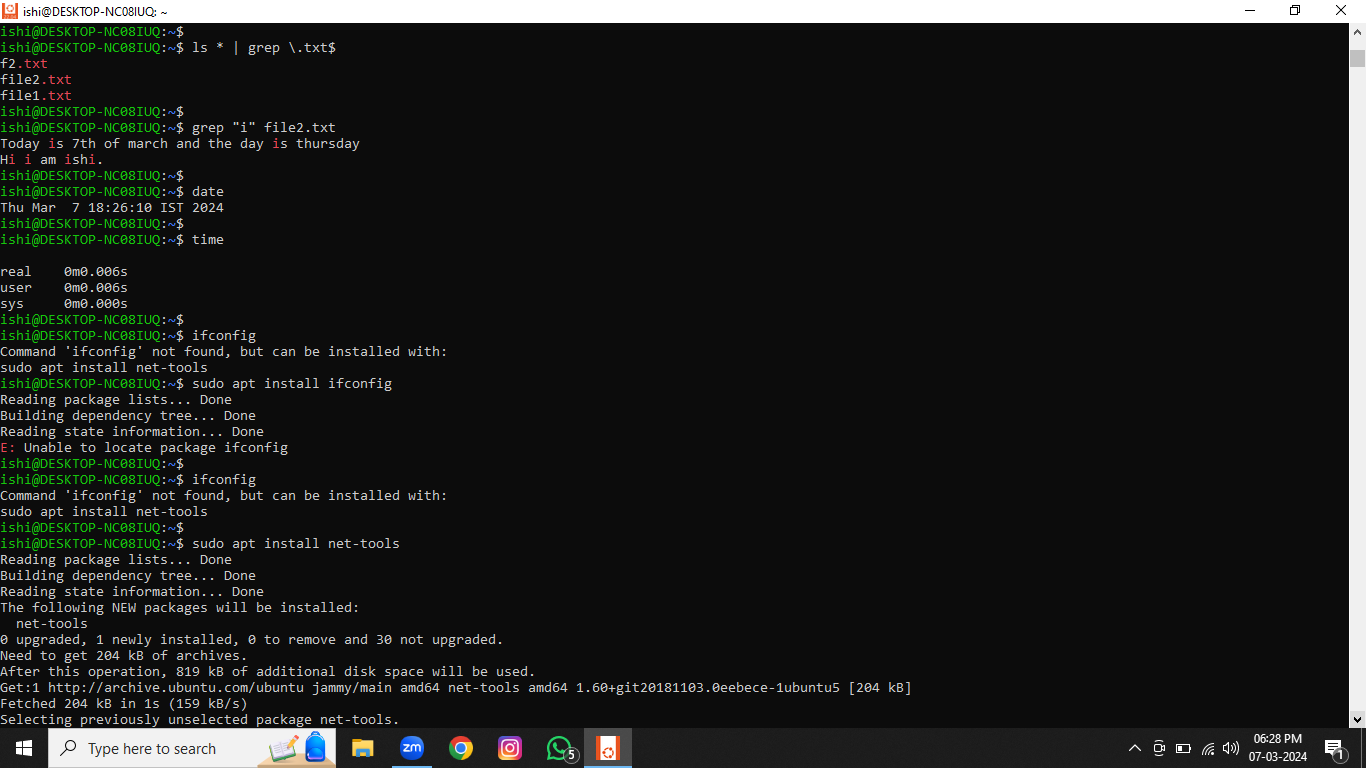 ishi@DESKTOP-NC08IUQ: ~
ishi@DESKTOP-NC08IUQ:~$
ishi@DESKTOP-NC08IUQ:~$ ls * | grep \.txt$
f2.txt
file2.txt
file1.txt
ishi@DESKTOP-NC08IUQ:~$
ishi@DESKTOP-NC08IUQ:~$ grep "i" file2.txt
Today is 7th of march and the day is thursday
Hi i am ishi.
ishi@DESKTOP-NC08IUQ:~$
ishi@DESKTOP-NC08IUQ:~$ date
Thu Mar  7 18:26:10 IST 2024
ishi@DESKTOP-NC08IUQ:~$
ishi@DESKTOP-NC08IUQ:~$ time
real    0m0.006s
user    0m0.006s
sys     0m0.000s
ishi@DESKTOP-NC08IUQ:~$
ishi@DESKTOP-NC08IUQ:~$ ifconfig
Command 'ifconfig' not found, but can be installed with:
sudo apt install net-tools
ishi@DESKTOP-NC08IUQ:~$ sudo apt install ifconfig
Reading package lists... Done
Building dependency tree... Done
Reading state information... Done
E: Unable to locate package ifconfig
ishi@DESKTOP-NC08IUQ:~$
ishi@DESKTOP-NC08IUQ:~$ ifconfig
Command 'ifconfig' not found, but can be installed with:
sudo apt install net-tools
ishi@DESKTOP-NC08IUQ:~$
ishi@DESKTOP-NC08IUQ:~$ sudo apt install net-tools
Reading package lists... Done
Building dependency tree... Done
Reading state information... Done
The following NEW packages will be installed:
  net-tools
0 upgraded, 1 newly installed, 0 to remove and 30 not upgraded.
Need to get 204 kB of archives.
After this operation, 819 kB of additional disk space will be used.
Get:1 http://archive.ubuntu.com/ubuntu jammy/main amd64 net-tools amd64 1.60+git20181103.0eebece-1ubuntu5 [204 kB]
Fetched 204 kB in 1s (159 kB/s)
Selecting previously unselected package net-tools.
Type here to search
zm
5
06:28 PM
07-03-2024
1